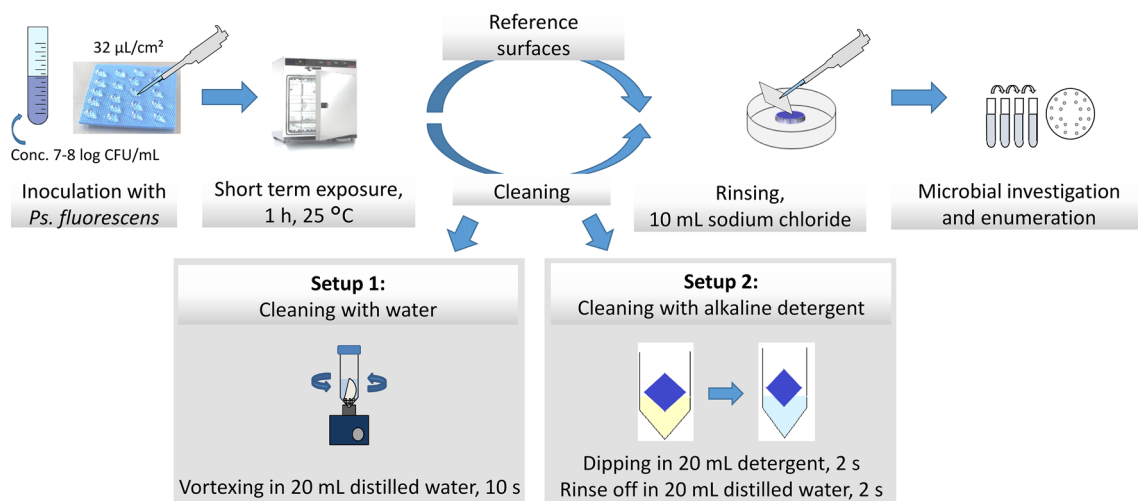 32 µL/cm²
Conc. 7-8 log CFU/mL
Inoculation with
Ps. fluorescens
Short term exposure,
1 h, 25 °C
Reference
surfaces
Cleaning
Rinsing,
10 mL sodium chloride
Microbial investigation
and enumeration
Setup 1:
Cleaning with water
Vortexing in 20 mL distilled water, 10 s
Setup 2:
Cleaning with alkaline detergent
Dipping in 20 mL detergent, 2 s
Rinse off in 20 mL distilled water, 2 s